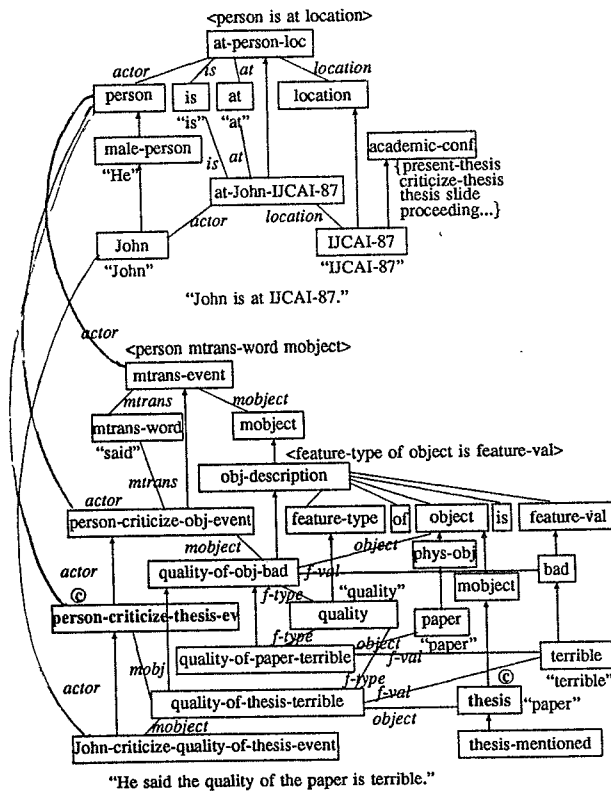 <person is at location>
at-person-loc
actor
is
at
location
person
is
at
location
"is"
"at"
male-person
academic-conf
"He"
is
at
{present-thesis
criticize-thesis
thesis slide
proceeding...}
at-John-IJCAI-87
actor
location
John
IJCAI-87
"John"
"IJCAI-87"
"John is at IJCAI-87."
actor
<person mtrans-word mobject>
mtrans-event
mtrans
mobject
mtrans-word
mobject
"said"
<feature-type of object is feature-val>
mtrans
obj-description
actor
person-criticize-obj-event
feature-type
of
object
is
feature-val
mobject
object
phys-obj
quality-of-obj-bad
f-val
bad
actor
f-type
"quality"
mobject
©
person-criticize-thesis-ev
quality
paper
f-type
object
"paper"
mobj
quality-of-paper-terrible
f-val
terrible
f-type
"terrible"
actor
quality-of-thesis-terrible
f-val
©
thesis
"paper"
mobject
object
John-criticize-quality-of-thesis-event
thesis-mentioned
"He said the quality of the paper is terrible."